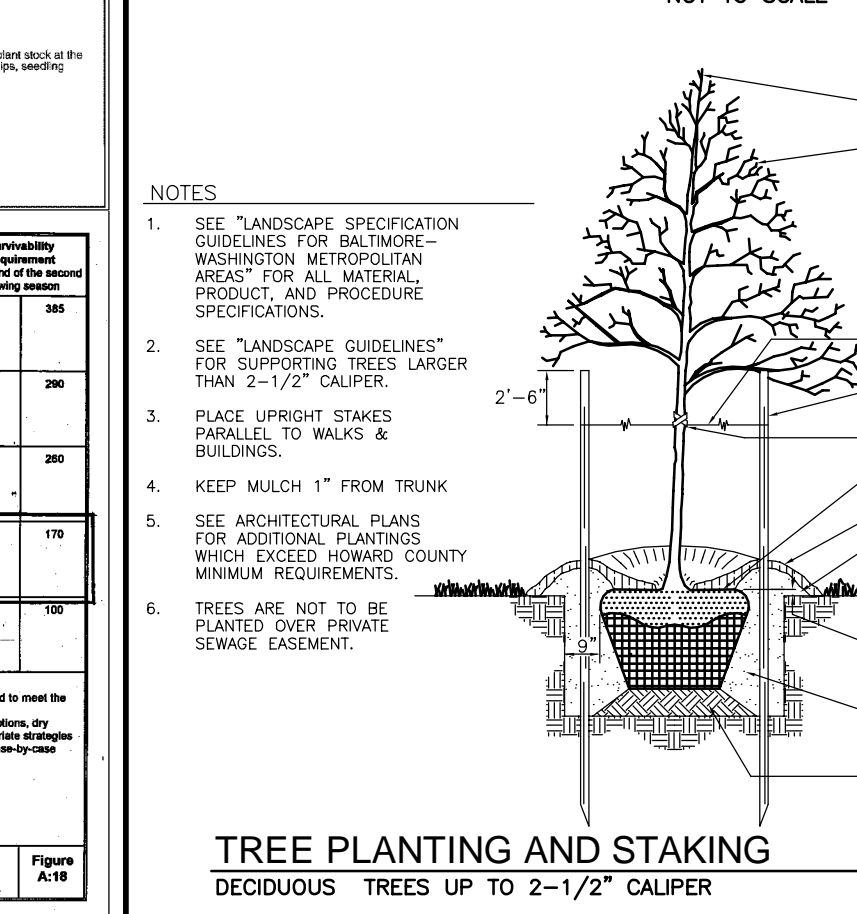 NOT TO SCALE
plant stock at the
seedling
NOTES
1. SEE "LANDSCAPE SPECIFICATION
GUIDELINES FOR BALTIMORE-
WASHINGTON METROPOLITAN
AREAS" FOR ALL MATERIAL,
PRODUCT, AND PROCEDURE
SPECIFICATIONS.
2. SEE "LANDSCAPE GUIDELINES"
FOR SUPPORTING TREES LARGER
THAN 2-1/2" CALIPER.
3. PLACE UPRIGHT STAKES
PARALLEL TO WALKS &
BUILDINGS.
4. KEEP MULCH 1" FROM TRUNK
5. SEE ARCHITECTURAL PLANS
FOR ADDITIONAL PLANTINGS
WHICH EXCEED HOWARD COUNTY
MINIMUM REQUIREMENTS.
6. TREES ARE NOT TO BE
PLANTED OVER PRIVATE
SEWAGE EASEMENT.
2'-6"
9"
rvivability
quirement
nd of the second
wing season
385
290
260
170
100
d to meet the
ptions, dry
riate strategies
se-by-case
Figure
A:18
TREE PLANTING AND STAKING
DECIDUOUS TREES UP TO 2-1/2" CALIPER